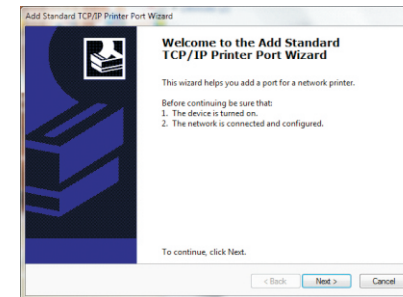 Add Standard TCP/IP Printer Port Wizard
Welcome to the Add Standard
TCP/IP Printer Port Wizard
This wizard helps you add a port for a network printer.
Before continuing be sure that:
1. The device is turned on.
2. The network is connected and configured.
To continue, click Next.
< Back
Next >
Cancel